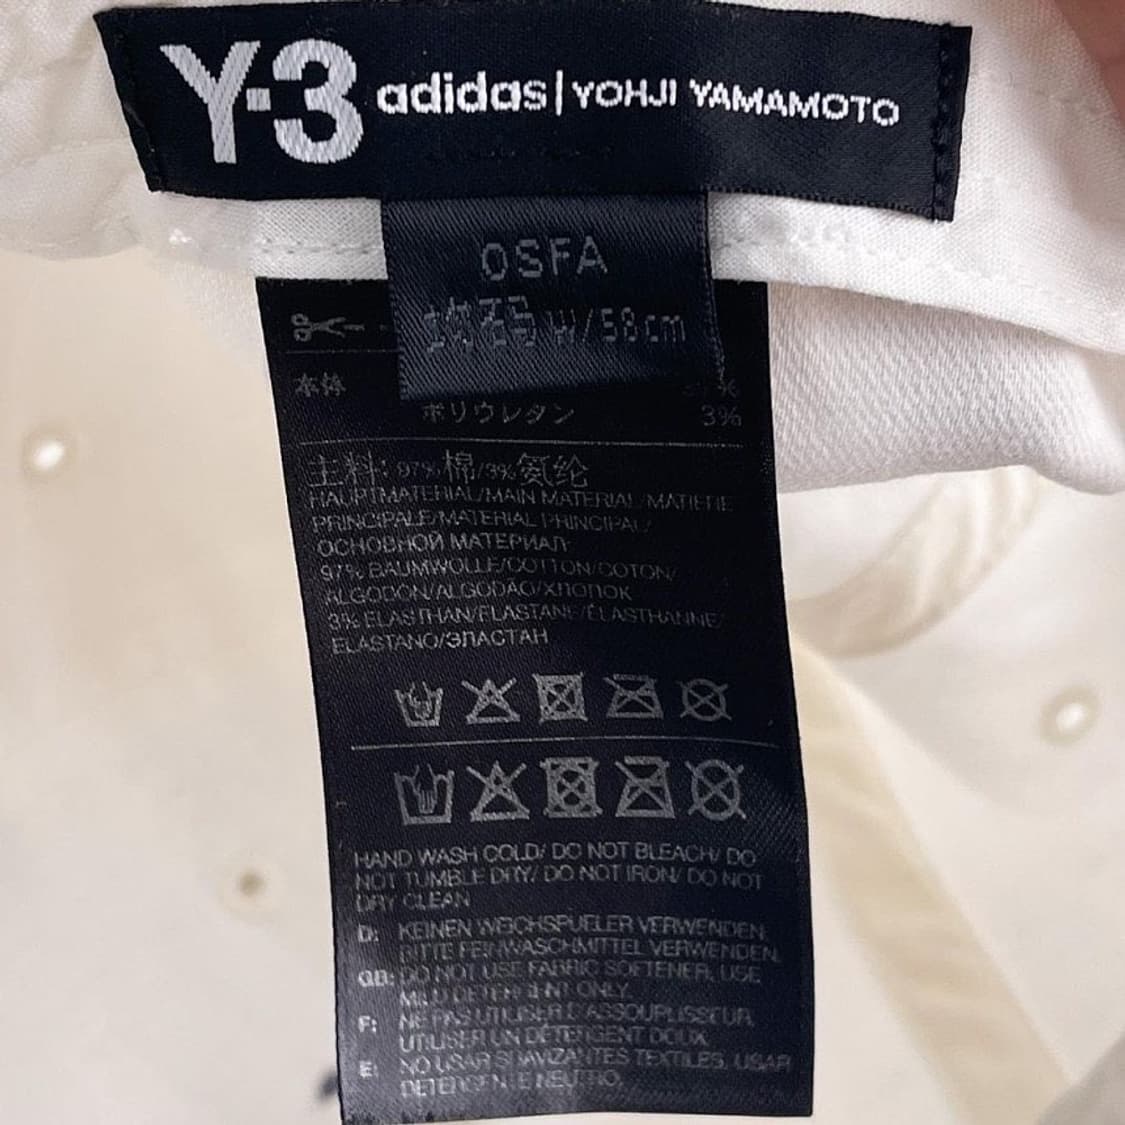 Y-3 adidas | YOHJI YAMAMOTO
OSFA
W/58cm
本体
ポリウレタン 3%
主料: 97%棉/3%氨纶
HAUPTMATERIAL/MAIN MATERIAL/MATIERE
PRINCIPALE/MATERIAL PRINCIPAL/
ОСНОВНОЙ МАТЕРИАЛ
97% BAUMWOLLE/COTTON/COTON/
ALGODON/ALGODÃO/ХЛОПОК
3% ELASTHAN/ELASTANE/ÉLASTHANNE/
ELASTANO/ЭЛАСТАН
HAND WASH COLD/ DO NOT BLEACH/ DO
NOT TUMBLE DRY/ DO NOT IRON/ DO NOT
DRY CLEAN
D: KEINEN WEICHSPUELER VERWENDEN.
BITTE FEINWASCHMITTEL VERWENDEN.
GB: DO NOT USE FABRIC SOFTENER, USE
MILD DETERGENT ONLY.
F: NE PAS UTILISER D'ASSOUPLISSEUR.
UTILISER UN DÉTERGENT DOUX.
E: NO USAR SUAVIZANTES TEXTILES. USAR
DETERGENTE NEUTRO.